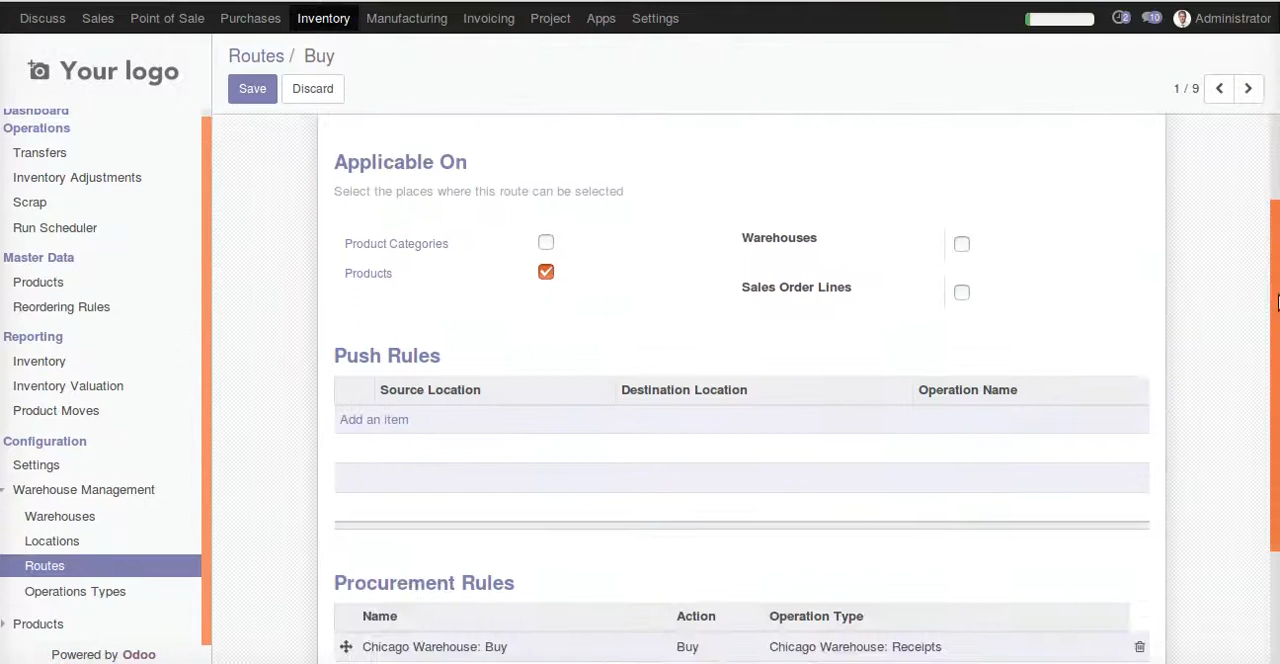 Discuss Sales Point of Sale Purchases Inventory Manufacturing Invoicing Project Apps Settings 2 10 Administrator
Your logo
Routes / Buy
Save Discard
1 / 9
Dashboard
Operations
Transfers
Inventory Adjustments
Scrap
Run Scheduler
Master Data
Products
Reordering Rules
Reporting
Inventory
Inventory Valuation
Product Moves
Configuration
Settings
Warehouse Management
Warehouses
Locations
Routes
Operations Types
Products
Powered by Odoo
Applicable On
Select the places where this route can be selected
Product Categories
Products
Warehouses
Sales Order Lines
Push Rules
Source Location Destination Location Operation Name
Add an item
Procurement Rules
Name Action Operation Type
Chicago Warehouse: Buy Buy Chicago Warehouse: Receipts